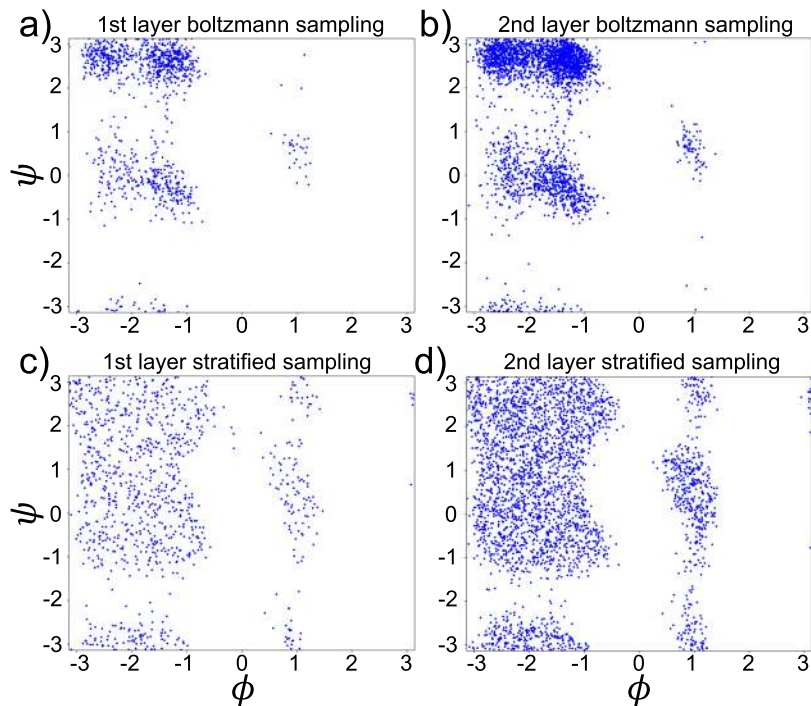 a) 1st layer boltzmann sampling
b) 2nd layer boltzmann sampling
3
2
1
0
-1
-2
-3
ψ
-3 -2 -1 0 1 2 3
3
2
1
0
-1
-2
-3
-3 -2 -1 0 1 2 3
c) 1st layer stratified sampling
d) 2nd layer stratified sampling
3
2
1
0
-1
-2
-3
ψ
-3 -2 -1 0 1 2 3
ϕ
3
2
1
0
-1
-2
-3
-3 -2 -1 0 1 2 3
ϕ